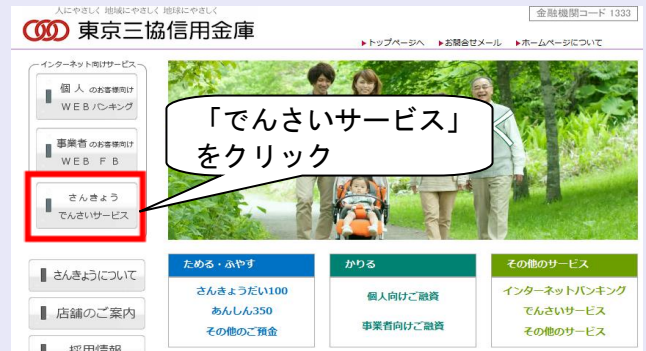 人にやさしく 地域にやさしく 地球にやさしく
東京三協信用金庫
金融機関コード 1333
▶トップページへ ▶お問合せメール ▶ホームページについて
インターネット向けサービス
個 人 のお客様向け
WEB バンキング
事業者 のお客様向け
WEB FB
さんきょう
でんさいサービス
「でんさいサービス」
をクリック
さんきょうについて
店舗のご案内
採用情報
ためる・ふやす
さんきょうだい100
あんしん350
その他のご預金
かりる
個人向けご融資
事業者向けご融資
その他のサービス
インターネットバンキング
でんさいサービス
その他のサービス